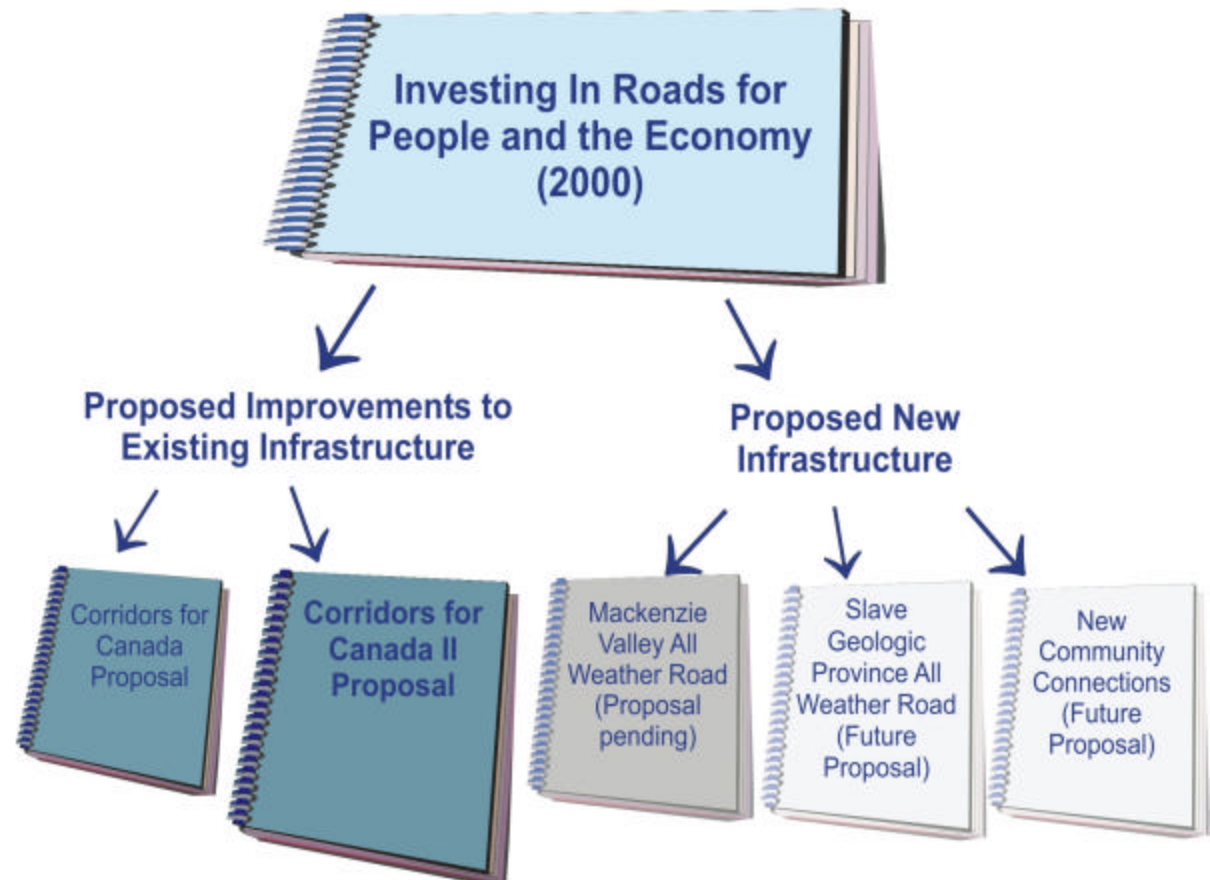 Investing In Roads for
People and the Economy
(2000)
Proposed Improvements to
Existing Infrastructure
Proposed New
Infrastructure
Corridors for
Canada
Proposal
Corridors for
Canada II
Proposal
Mackenzie
Valley All
Weather Road
(Proposal
pending)
Slave
Geologic
Province All
Weather Road
(Future
Proposal)
New
Community
Connections
(Future
Proposal)